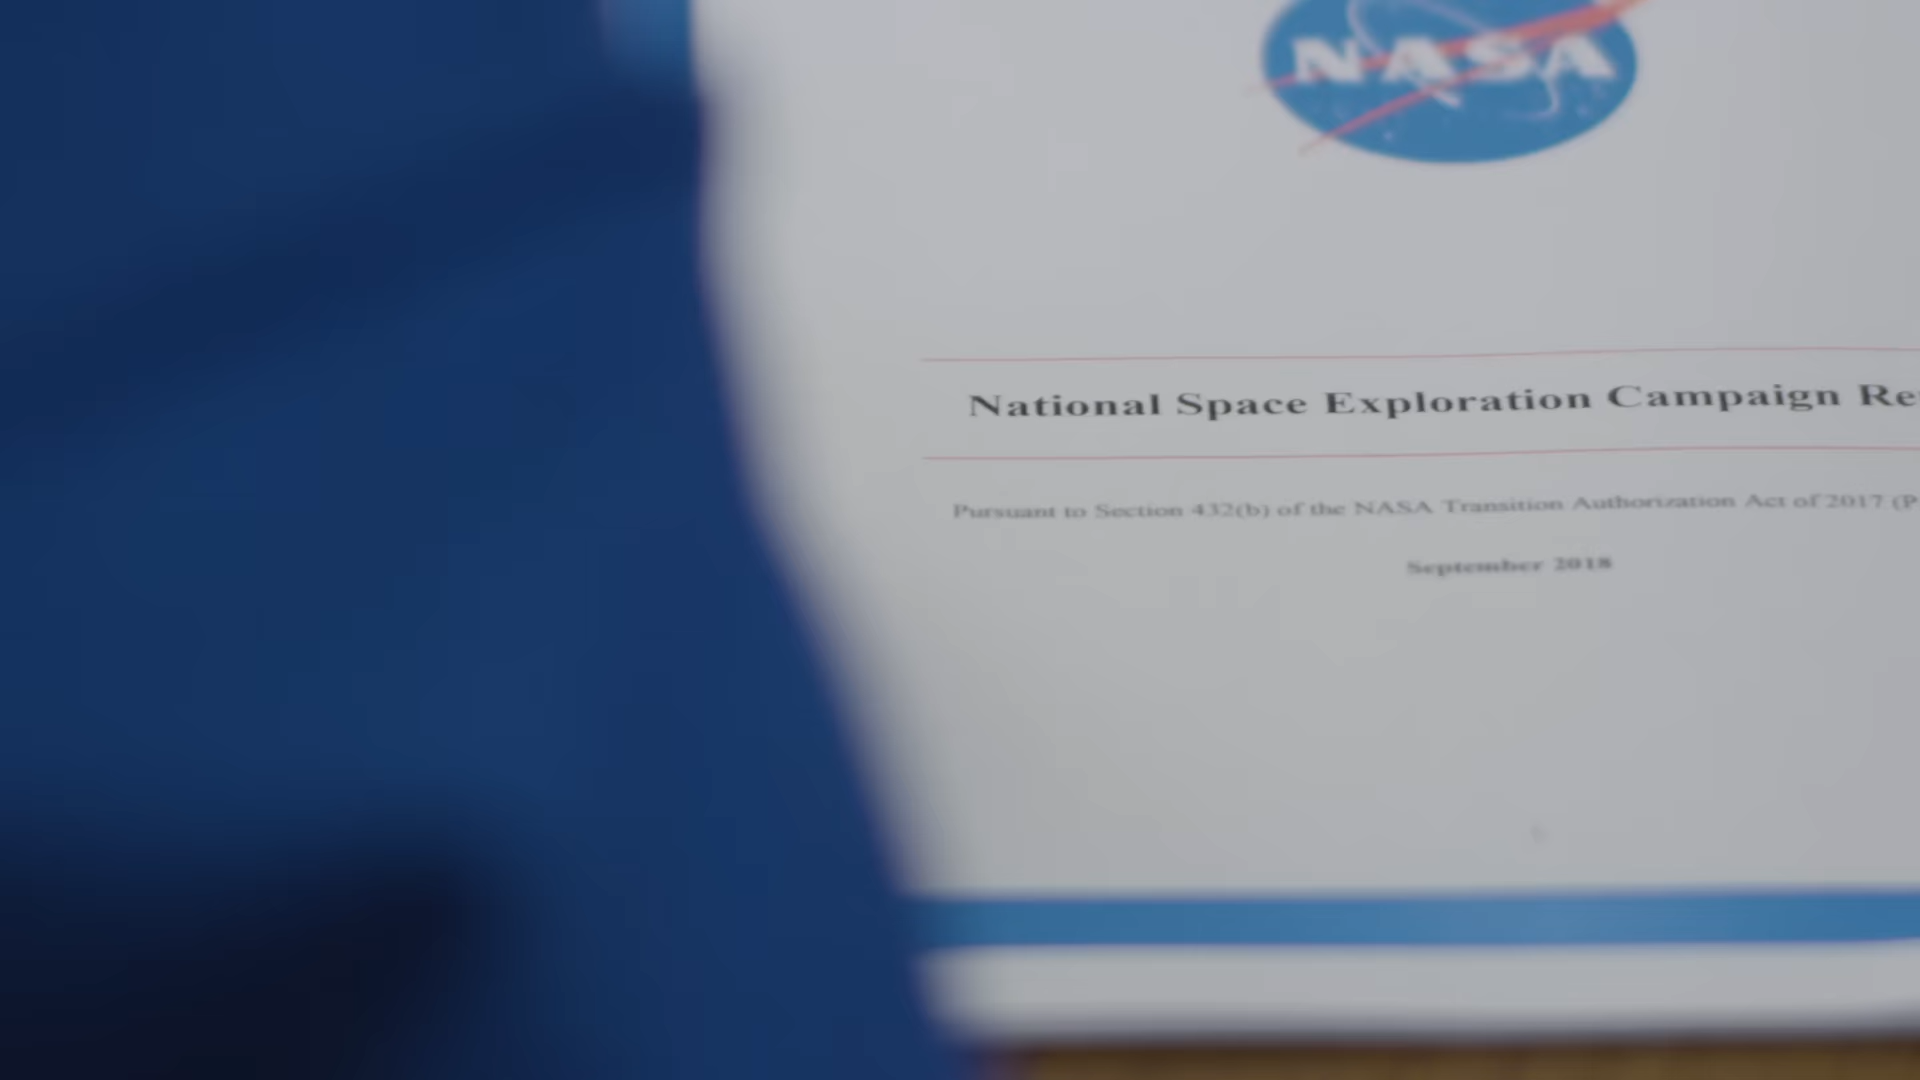 NASA
National Space Exploration Campaign
Pursuant to Section 432(b) of the NASA Transition Authorization Act of 2017 (P
September 2018